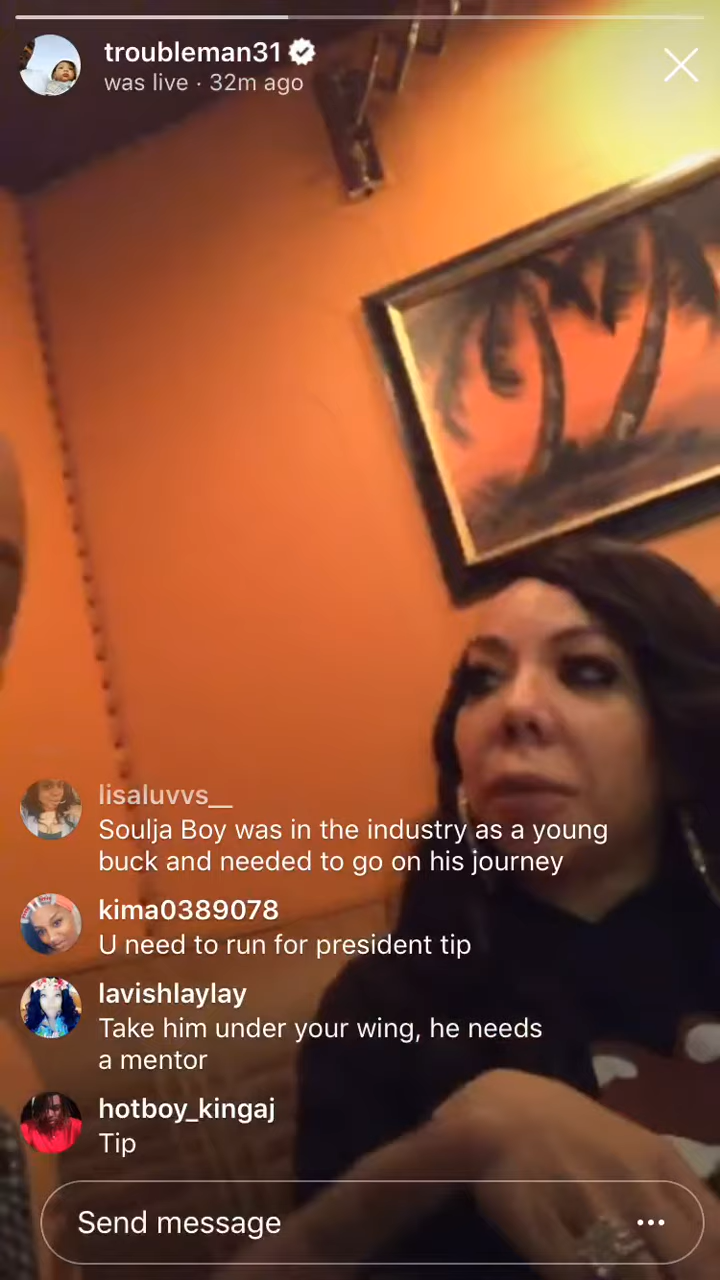 troubleman31
was live · 32m ago
lisaluvvs__
Soulja Boy was in the industry as a young
buck and needed to go on his journey
kima0389078
U need to run for president tip
lavishlaylay
Take him under your wing, he needs
a mentor
hotboy_kingaj
Tip
Send message